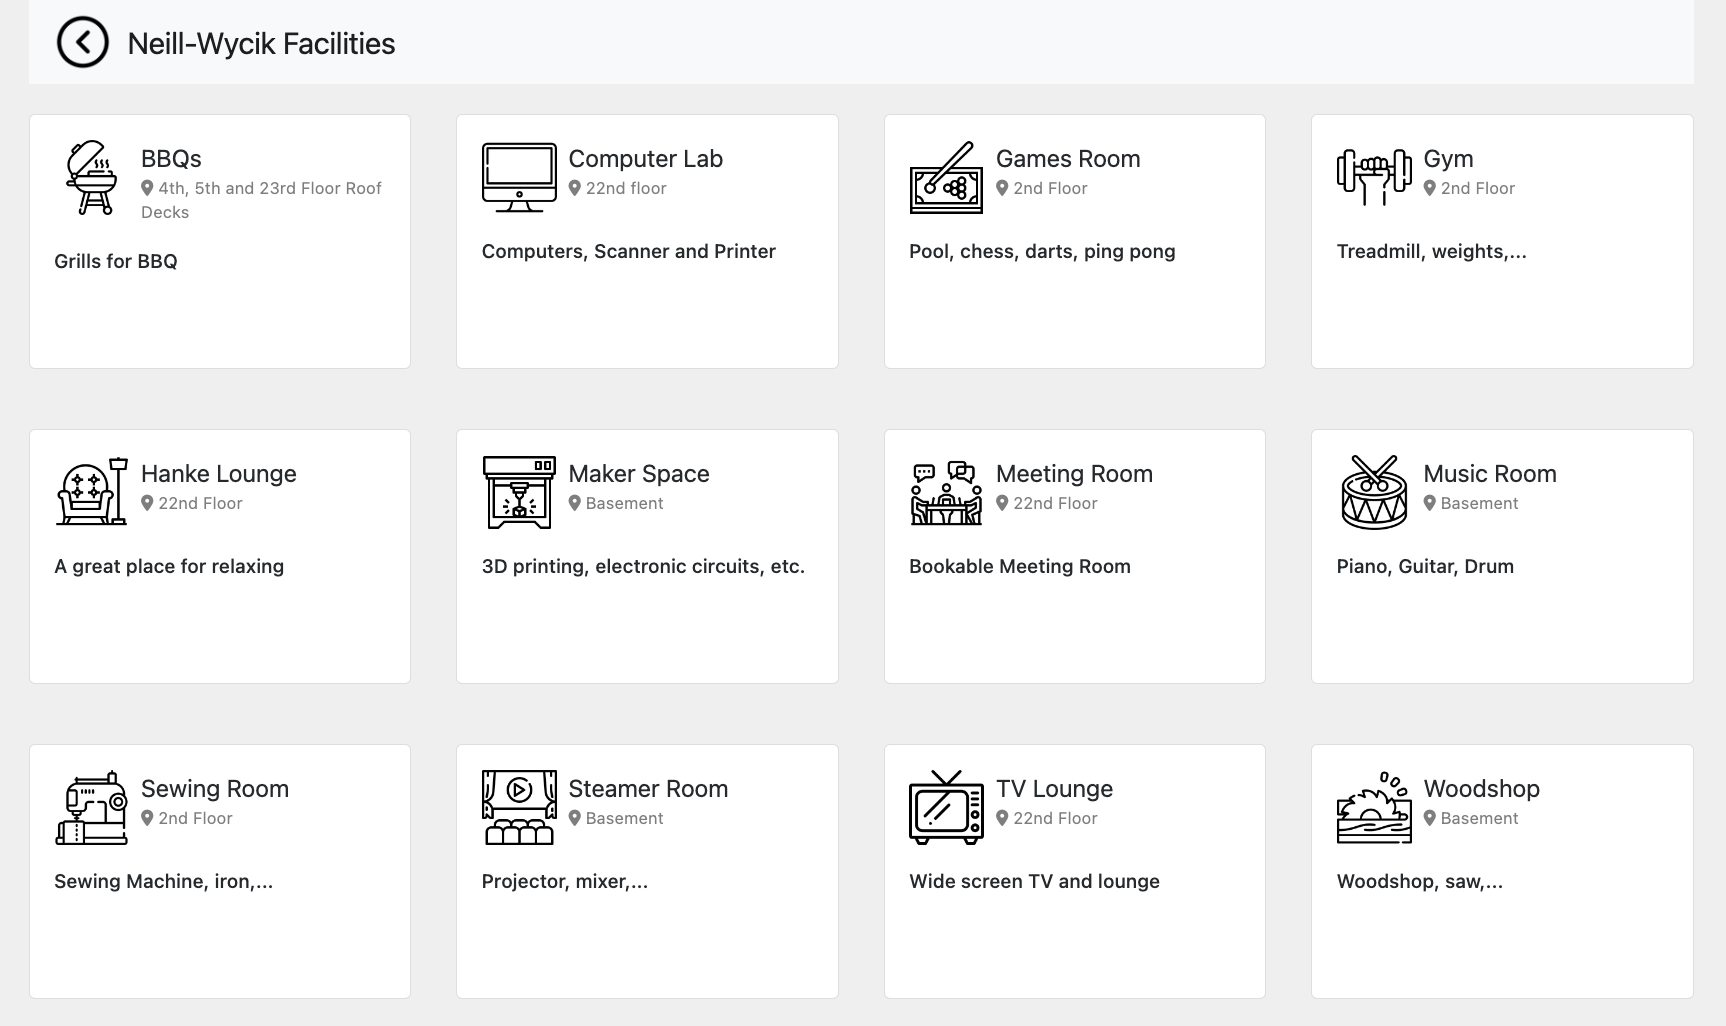 Neill-Wycik Facilities
BBQs
4th, 5th and 23rd Floor Roof
Decks
Grills for BBQ
Computer Lab
22nd floor
Computers, Scanner and Printer
Games Room
2nd Floor
Pool, chess, darts, ping pong
Gym
2nd Floor
Treadmill, weights,...
Hanke Lounge
22nd Floor
A great place for relaxing
Maker Space
Basement
3D printing, electronic circuits, etc.
Meeting Room
22nd Floor
Bookable Meeting Room
Music Room
Basement
Piano, Guitar, Drum
Sewing Room
2nd Floor
Sewing Machine, iron,...
Steamer Room
Basement
Projector, mixer,...
TV Lounge
22nd Floor
Wide screen TV and lounge
Woodshop
Basement
Woodshop, saw,...